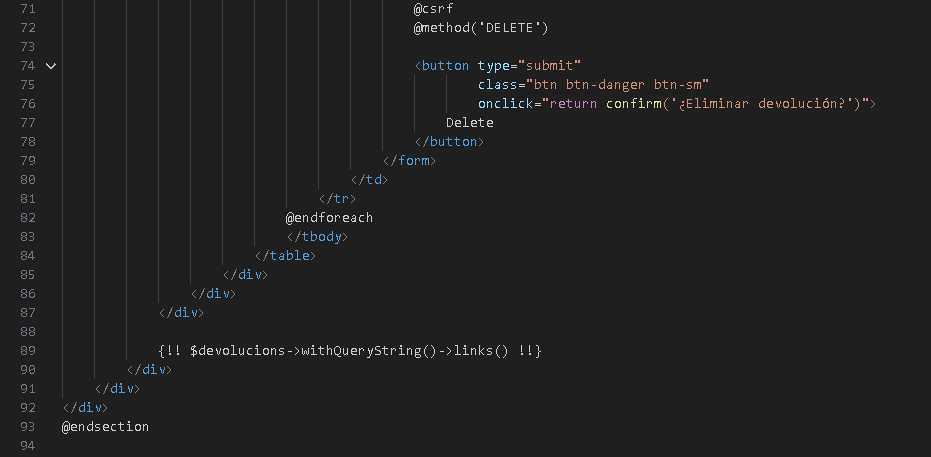 71 @csrf
72 @method('DELETE')
73
74 <button type="submit"
75 class="btn btn-danger btn-sm"
76 onclick="return confirm('¿Eliminar devolución?')">
77 Delete
78 </button>
79 </form>
80 </td>
81 </tr>
82 @endforeach
83 </tbody>
84 </table>
85 </div>
86 </div>
87 </div>
88
89 {!! $devolucions->withQueryString()->links() !!}
90 </div>
91 </div>
92 </div>
93 @endsection
94